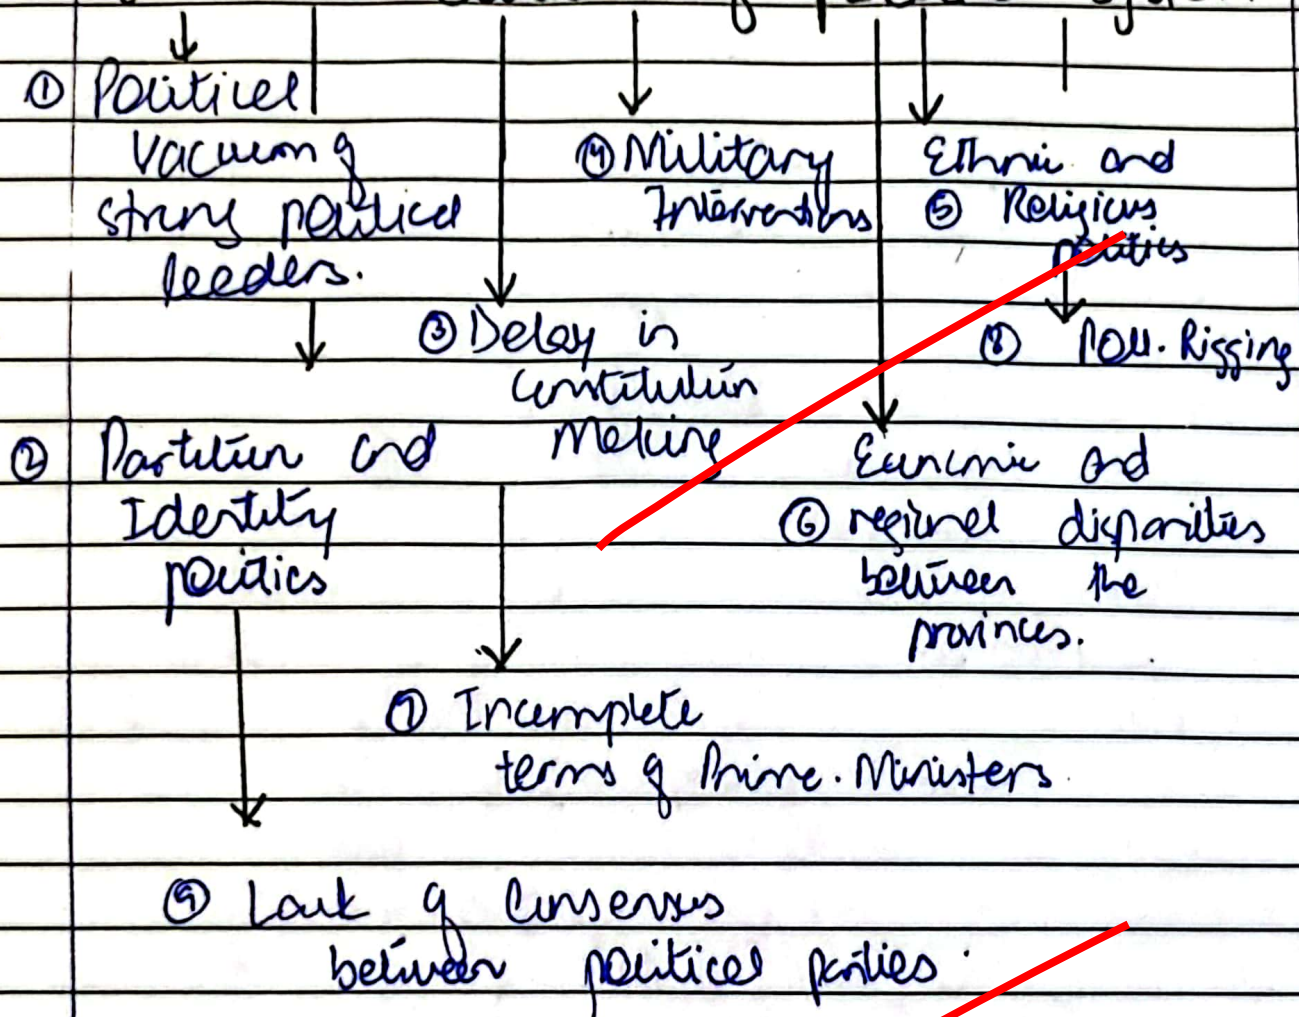 ① Political
Vacuum of
strong political
leaders.
② Partition and
Identity
politics
③ Delay in
constitution
Making
④ Military
Interventions
Ethnic and
⑤ Religious
politics
⑧ Poll. Rigging
Economic and
⑥ regional disparities
between the
provinces.
⑦ Incomplete
terms of Prime. Ministers
⑨ Lack of Consensus
between political parties